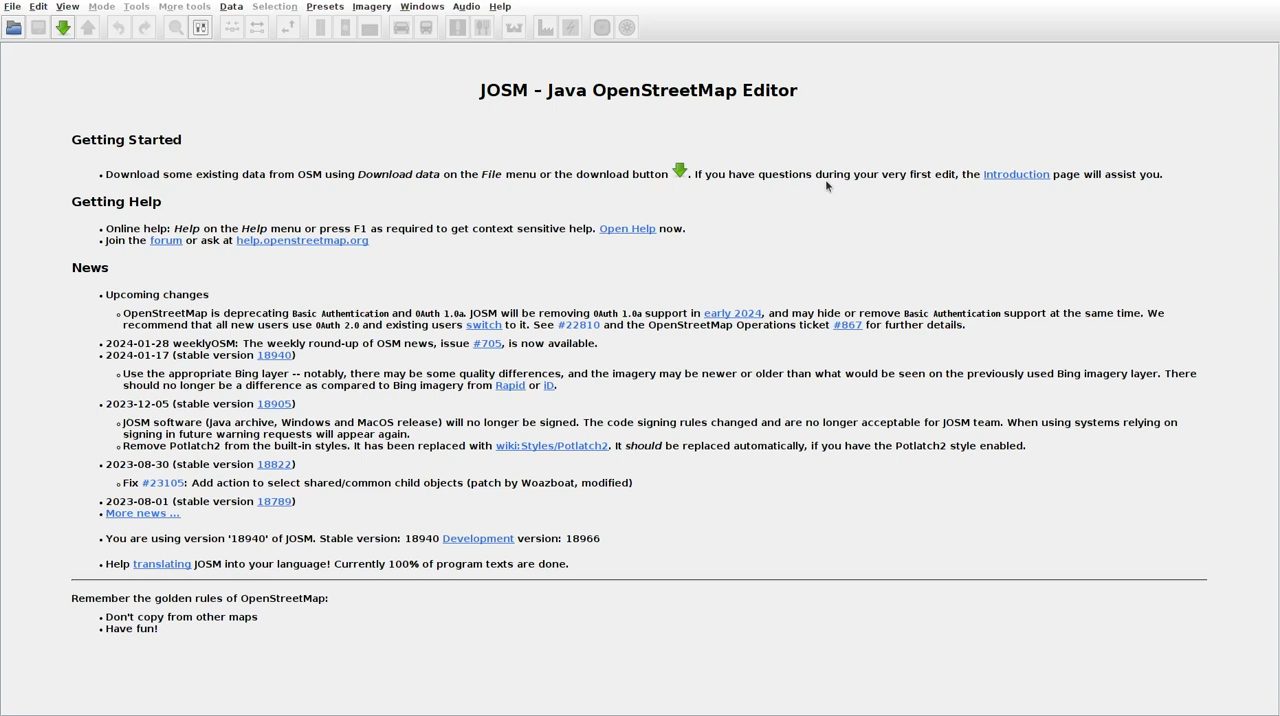 File Edit View Mode Tools More tools Data Selection Presets Imagery Windows Audio Help
JOSM – Java OpenStreetMap Editor
Getting Started
Download some existing data from OSM using Download data on the File menu or the download button . If you have questions during your very first edit, the Introduction page will assist you.
Getting Help
Online help: Help on the Help menu or press F1 as required to get context sensitive help. Open Help now.
Join the forum or ask at help.openstreetmap.org
News
Upcoming changes
OpenStreetMap is deprecating Basic Authentication and OAuth 1.0a. JOSM will be removing OAuth 1.0a support in early 2024, and may hide or remove Basic Authentication support at the same time. We
recommend that all new users use OAuth 2.0 and existing users switch to it. See #22810 and the OpenStreetMap Operations ticket #867 for further details.
2024-01-28 weeklyOSM: The weekly round-up of OSM news, issue #705, is now available.
2024-01-17 (stable version 18940)
Use the appropriate Bing layer -- notably, there may be some quality differences, and the imagery may be newer or older than what would be seen on the previously used Bing imagery layer. There
should no longer be a difference as compared to Bing imagery from Rapid or iD.
2023-12-05 (stable version 18905)
JOSM software (Java archive, Windows and MacOS release) will no longer be signed. The code signing rules changed and are no longer acceptable for JOSM team. When using systems relying on
signing in future warning requests will appear again.
Remove Potlatch2 from the built-in styles. It has been replaced with wiki:Styles/Potlatch2. It should be replaced automatically, if you have the Potlatch2 style enabled.
2023-08-30 (stable version 18822)
Fix #23105: Add action to select shared/common child objects (patch by Woazboat, modified)
2023-08-01 (stable version 18789)
More news ...
You are using version '18940' of JOSM. Stable version: 18940 Development version: 18966
Help translating JOSM into your language! Currently 100% of program texts are done.
Remember the golden rules of OpenStreetMap:
Don't copy from other maps
Have fun!